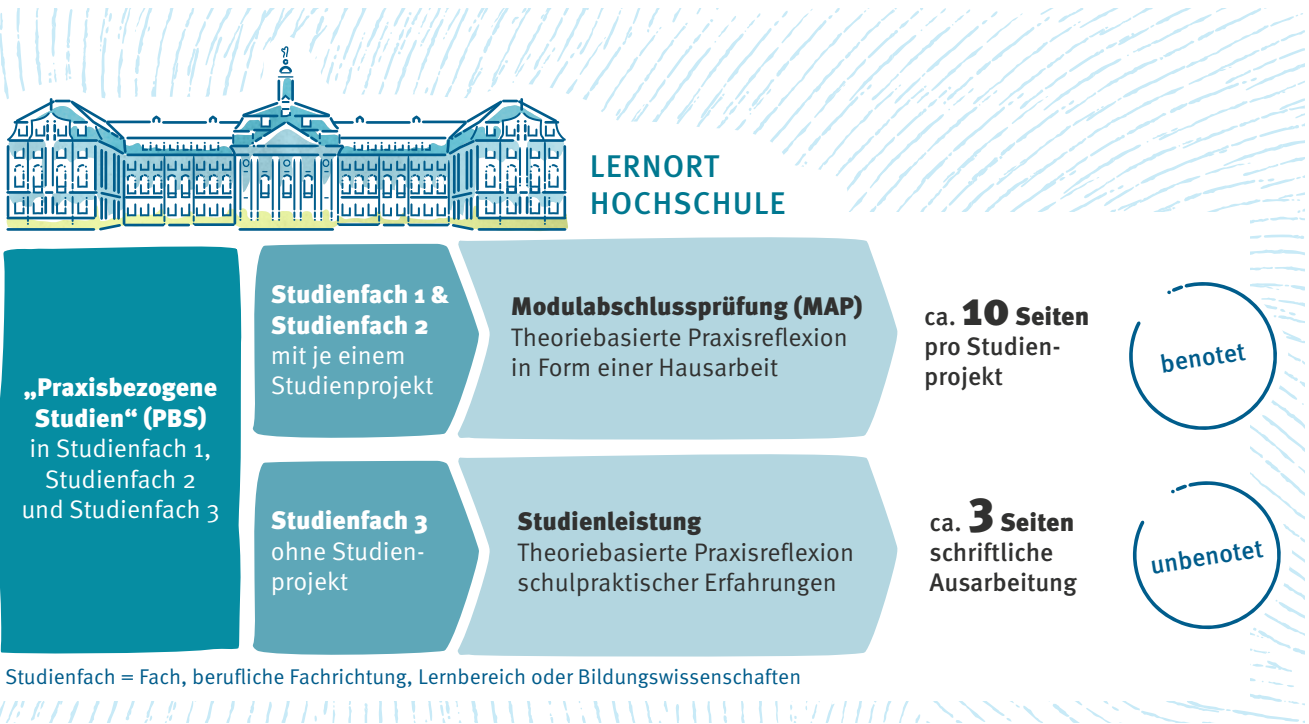 LERNORT
HOCHSCHULE
„Praxisbezogene
Studien“ (PBS)
in Studienfach 1,
Studienfach 2
und Studienfach 3
Studienfach 1 &
Studienfach 2
mit je einem
Studienprojekt
Modulabschlussprüfung (MAP)
Theoriebasierte Praxisreflexion
in Form einer Hausarbeit
ca. 10 Seiten
pro Studien-
projekt
benotet
Studienfach 3
ohne Studien-
projekt
Studienleistung
Theoriebasierte Praxisreflexion
schulpraktischer Erfahrungen
ca. 3 Seiten
schriftliche
Ausarbeitung
unbenotet
Studienfach = Fach, berufliche Fachrichtung, Lernbereich oder Bildungswissenschaften